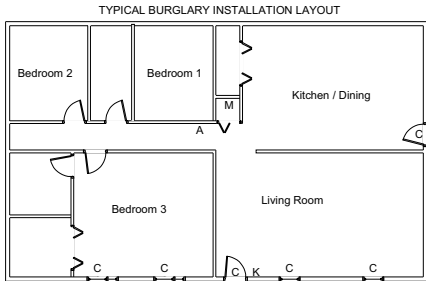 TYPICAL BURGLARY INSTALLATION LAYOUT
Bedroom 2
Bedroom 1
Kitchen / Dining
M
A
C
Bedroom 3
Living Room
C
C
C
K
C
C